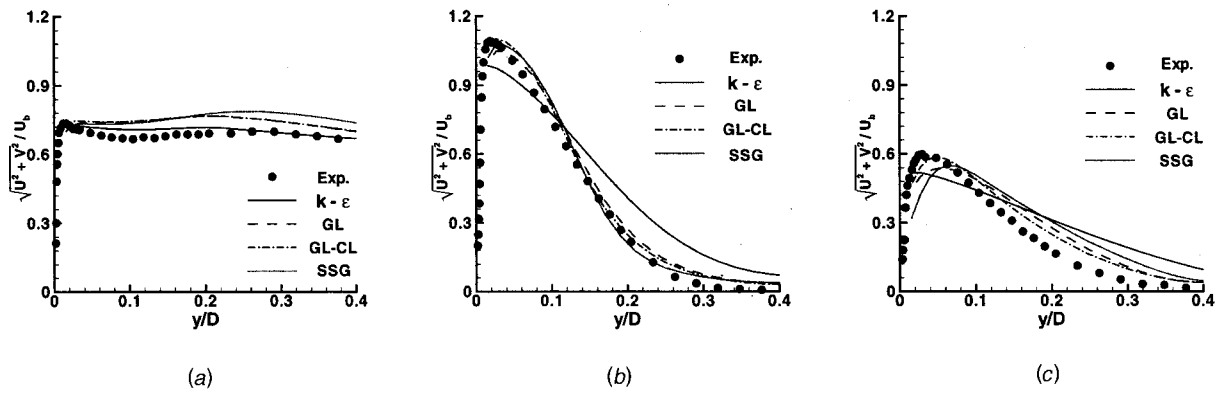 1.2
0.9
0.6
0.3
0
√U² + V² / U_b
Exp.
k - ε
GL
GL-CL
SSG
0 0.1 0.2 0.3 0.4
y/D
(a)
1.2
0.9
0.6
0.3
0
√U² + V² / U_b
Exp.
k - ε
GL
GL-CL
SSG
0 0.1 0.2 0.3 0.4
y/D
(b)
1.2
0.9
0.6
0.3
0
√U² + V² / U_b
Exp.
k - ε
GL
GL-CL
SSG
0 0.1 0.2 0.3 0.4
y/D
(c)